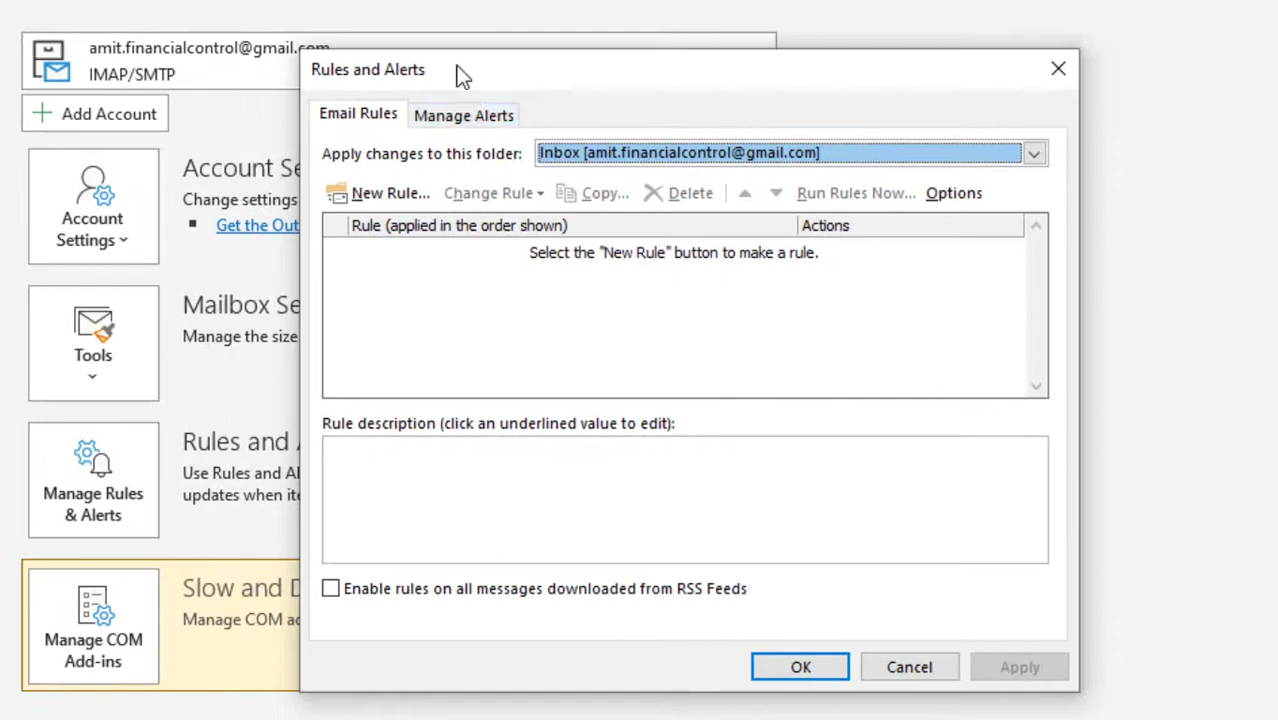 amit.financialcontrol@gmail.com
IMAP/SMTP
Add Account
Account
Settings
Account Se
Change settings
Get the Out
Tools
Mailbox Se
Manage the size
Manage Rules
& Alerts
Rules and A
Use Rules and Al
updates when ite
Manage COM
Add-ins
Slow and D
Manage COM ad
Rules and Alerts
Email Rules
Manage Alerts
Apply changes to this folder:
Inbox [amit.financialcontrol@gmail.com]
New Rule... Change Rule Copy... Delete Run Rules Now... Options
Rule (applied in the order shown) Actions
Select the "New Rule" button to make a rule.
Rule description (click an underlined value to edit):
Enable rules on all messages downloaded from RSS Feeds
OK Cancel Apply